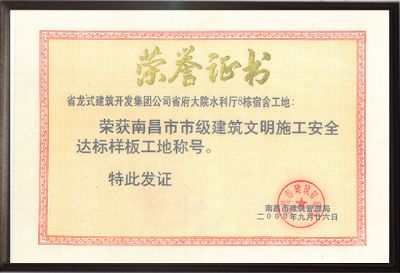 荣誉证书
省龙式建筑开发集团公司省府大院水利厅8栋宿舍工地:
荣获南昌市市级建筑文明施工安全
达标样板工地称号。
特此发证
南昌市建筑管理局
二000年九月廿六日